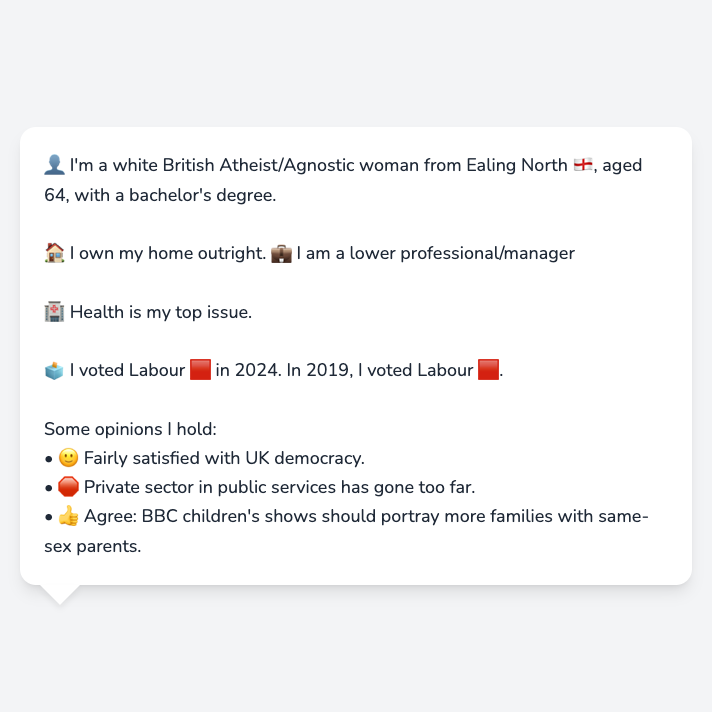 👤 I'm a white British Atheist/Agnostic woman from Ealing North 🏴󠁧󠁢󠁥󠁮󠁧󠁿, aged
64, with a bachelor's degree.
🏠 I own my home outright. 💼 I am a lower professional/manager
🏥 Health is my top issue.
🗳️ I voted Labour 🟥 in 2024. In 2019, I voted Labour 🟥.
Some opinions I hold:
• 🙂 Fairly satisfied with UK democracy.
• 🛑 Private sector in public services has gone too far.
• 👍 Agree: BBC children's shows should portray more families with same-
sex parents.